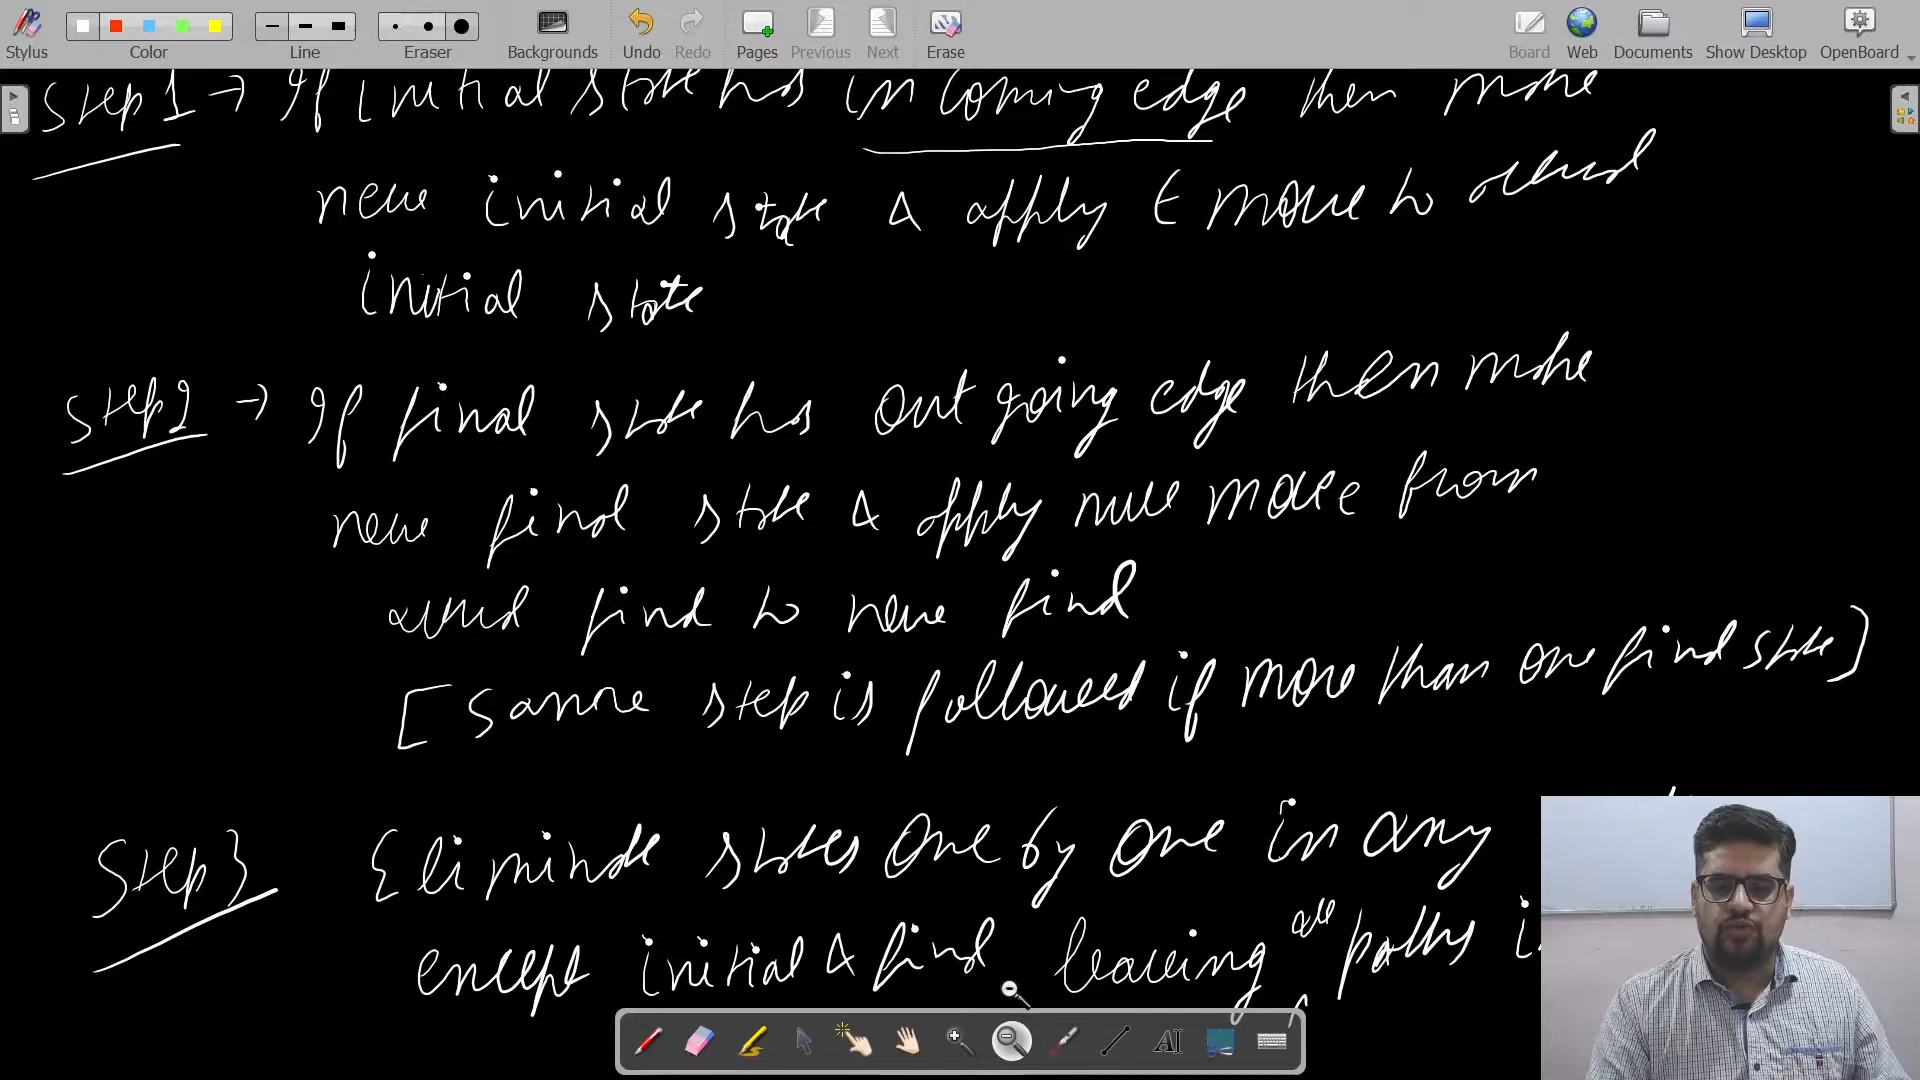 Stylus Color Line Eraser Backgrounds Undo Redo Pages Previous Next Erase Board Web Documents Show Desktop OpenBoard
Step 1 → If initial state has incoming edge then make
new initial state & apply ε move to actual
initial state
Step 2 → If final state has outgoing edge then make
new final state & apply null move from
actual final to new final
[Same step is followed if more than one final state]
Step 3 Eliminate states one by one in any
except initial & final leaving all paths